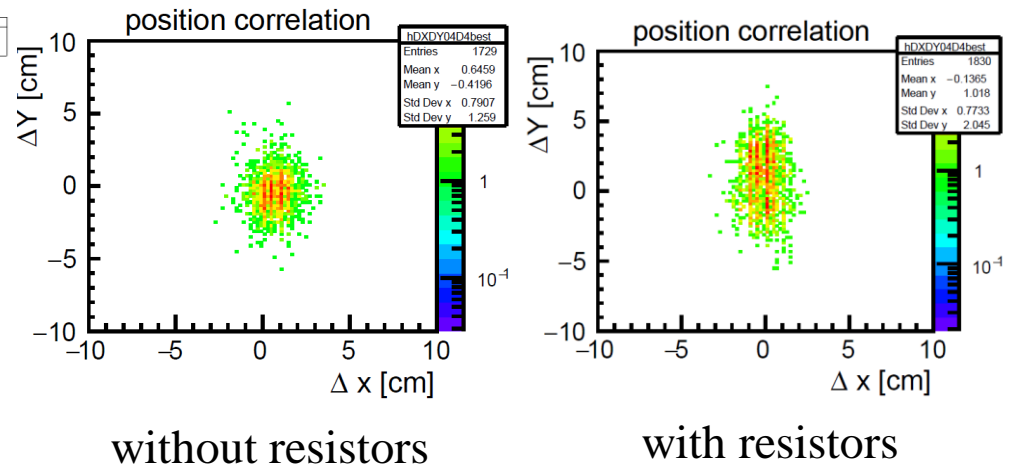 position correlation
hDXDY04D4best
Entries 1729
Mean x 0.6459
Mean y −0.4196
Std Dev x 0.7907
Std Dev y 1.259
ΔY [cm]
10
5
0
−5
−10
−10 −5 0 5 10
Δ x [cm]
1
10⁻¹
without resistors
position correlation
hDXDY04D4best
Entries 1830
Mean x −0.1365
Mean y 1.018
Std Dev x 0.7733
Std Dev y 2.045
ΔY [cm]
10
5
0
−5
−10
−10 −5 0 5 10
Δ x [cm]
1
10⁻¹
with resistors